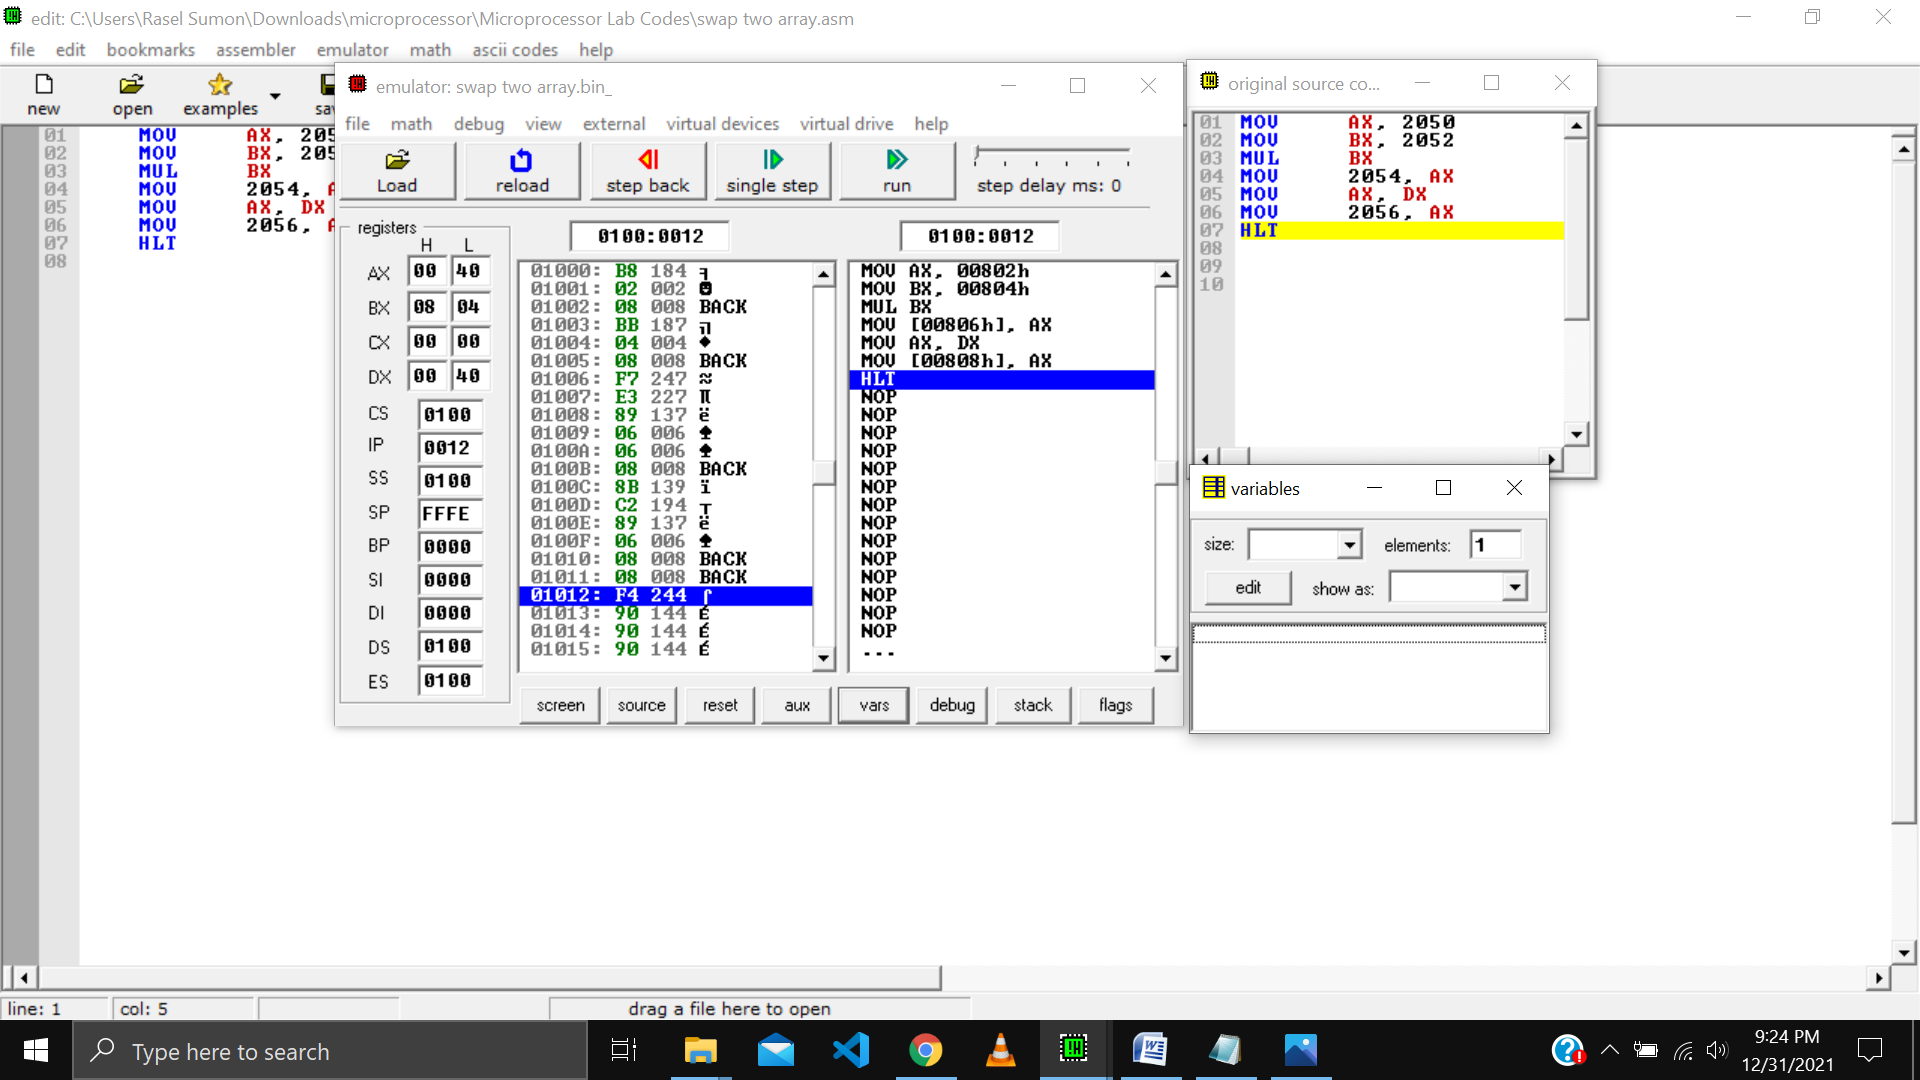 edit: C:\Users\Rasel Sumon\Downloads\microprocessor\Microprocessor Lab Codes\swap two array.asm
file edit bookmarks assembler emulator math ascii codes help
new open examples sav
01 MOV AX, 205
02 MOV BX, 205
03 MUL BX
04 MOV 2054, A
05 MOV AX, DX
06 MOV 2056, A
07 HLT
08
emulator: swap two array.bin_
file math debug view external virtual devices virtual drive help
Load reload step back single step run step delay ms: 0
registers
H L
AX 00 40
BX 08 04
CX 00 00
DX 00 40
CS 0100
IP 0012
SS 0100
SP FFFE
BP 0000
SI 0000
DI 0000
DS 0100
ES 0100
0100:0012 0100:0012
01000: B8 184 ╕
01001: 02 002 ☻
01002: 08 008 BACK
01003: BB 187 ╗
01004: 04 004 ♦
01005: 08 008 BACK
01006: F7 247 ≈
01007: E3 227 π
01008: 89 137 ë
01009: 06 006 ♠
0100A: 06 006 ♠
0100B: 08 008 BACK
0100C: 8B 139 ï
0100D: C2 194 ┬
0100E: 89 137 ë
0100F: 06 006 ♠
01010: 08 008 BACK
01011: 08 008 BACK
01012: F4 244 ⌠
01013: 90 144 É
01014: 90 144 É
01015: 90 144 É
MOV AX, 00802h
MOV BX, 00804h
MUL BX
MOV [00806h], AX
MOV AX, DX
MOV [00808h], AX
HLT
NOP
NOP
NOP
NOP
NOP
NOP
NOP
NOP
NOP
NOP
NOP
NOP
NOP
NOP
...
screen source reset aux vars debug stack flags
original source co...
01 MOV AX, 2050
02 MOV BX, 2052
03 MUL BX
04 MOV 2054, AX
05 MOV AX, DX
06 MOV 2056, AX
07 HLT
08
09
10
variables
size: elements: 1
edit show as:
line: 1 col: 5 drag a file here to open
Type here to search
9:24 PM
12/31/2021